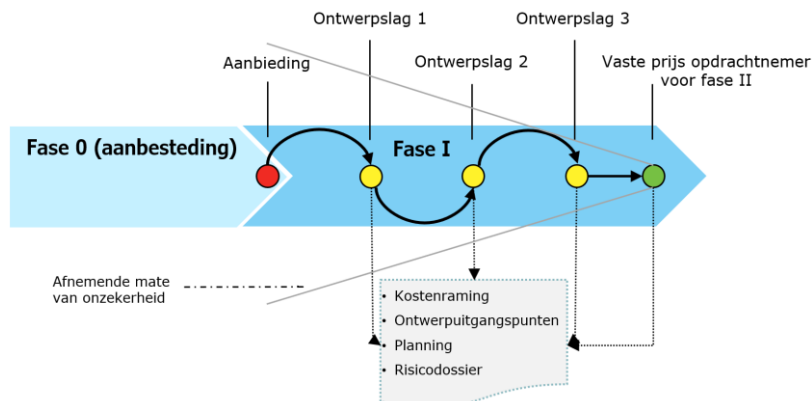 Ontwerpslag 1
Ontwerpslag 3
Aanbieding
Ontwerpslag 2
Vaste prijs opdrachtnemer
voor fase II
Fase 0 (aanbesteding)
Fase I
Afnemende mate
van onzekerheid
• Kostenraming
• Ontwerpuitgangspunten
• Planning
• Risicodossier